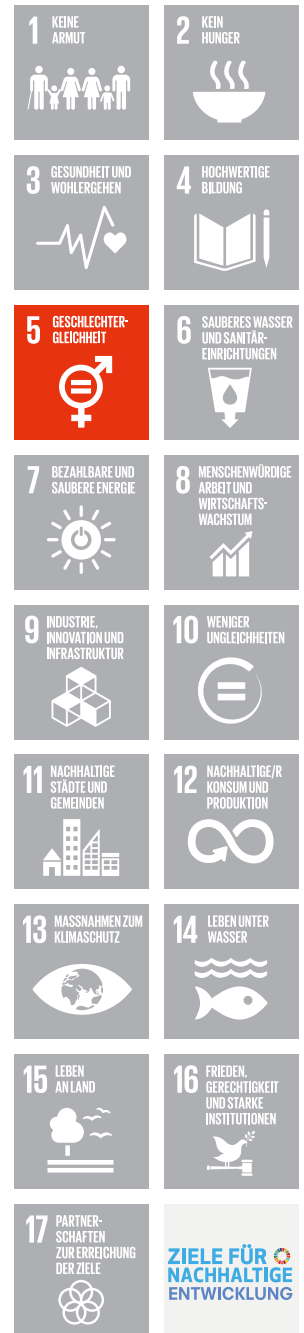 1 KEINE
ARMUT
2 KEIN
HUNGER
3 GESUNDHEIT UND
WOHLERGEHEN
4 HOCHWERTIGE
BILDUNG
5 GESCHLECHTER-
GLEICHHEIT
6 SAUBERES WASSER
UND SANITÄR-
EINRICHTUNGEN
7 BEZAHLBARE UND
SAUBERE ENERGIE
8 MENSCHENWÜRDIGE
ARBEIT UND
WIRTSCHAFTS-
WACHSTUM
9 INDUSTRIE,
INNOVATION UND
INFRASTRUKTUR
10 WENIGER
UNGLEICHHEITEN
11 NACHHALTIGE
STÄDTE UND
GEMEINDEN
12 NACHHALTIGE/R
KONSUM UND
PRODUKTION
13 MASSNAHMEN ZUM
KLIMASCHUTZ
14 LEBEN UNTER
WASSER
15 LEBEN
AN LAND
16 FRIEDEN,
GERECHTIGKEIT
UND STARKE
INSTITUTIONEN
17 PARTNER-
SCHAFTEN
ZUR ERREICHUNG
DER ZIELE
ZIELE FÜR
NACHHALTIGE
ENTWICKLUNG